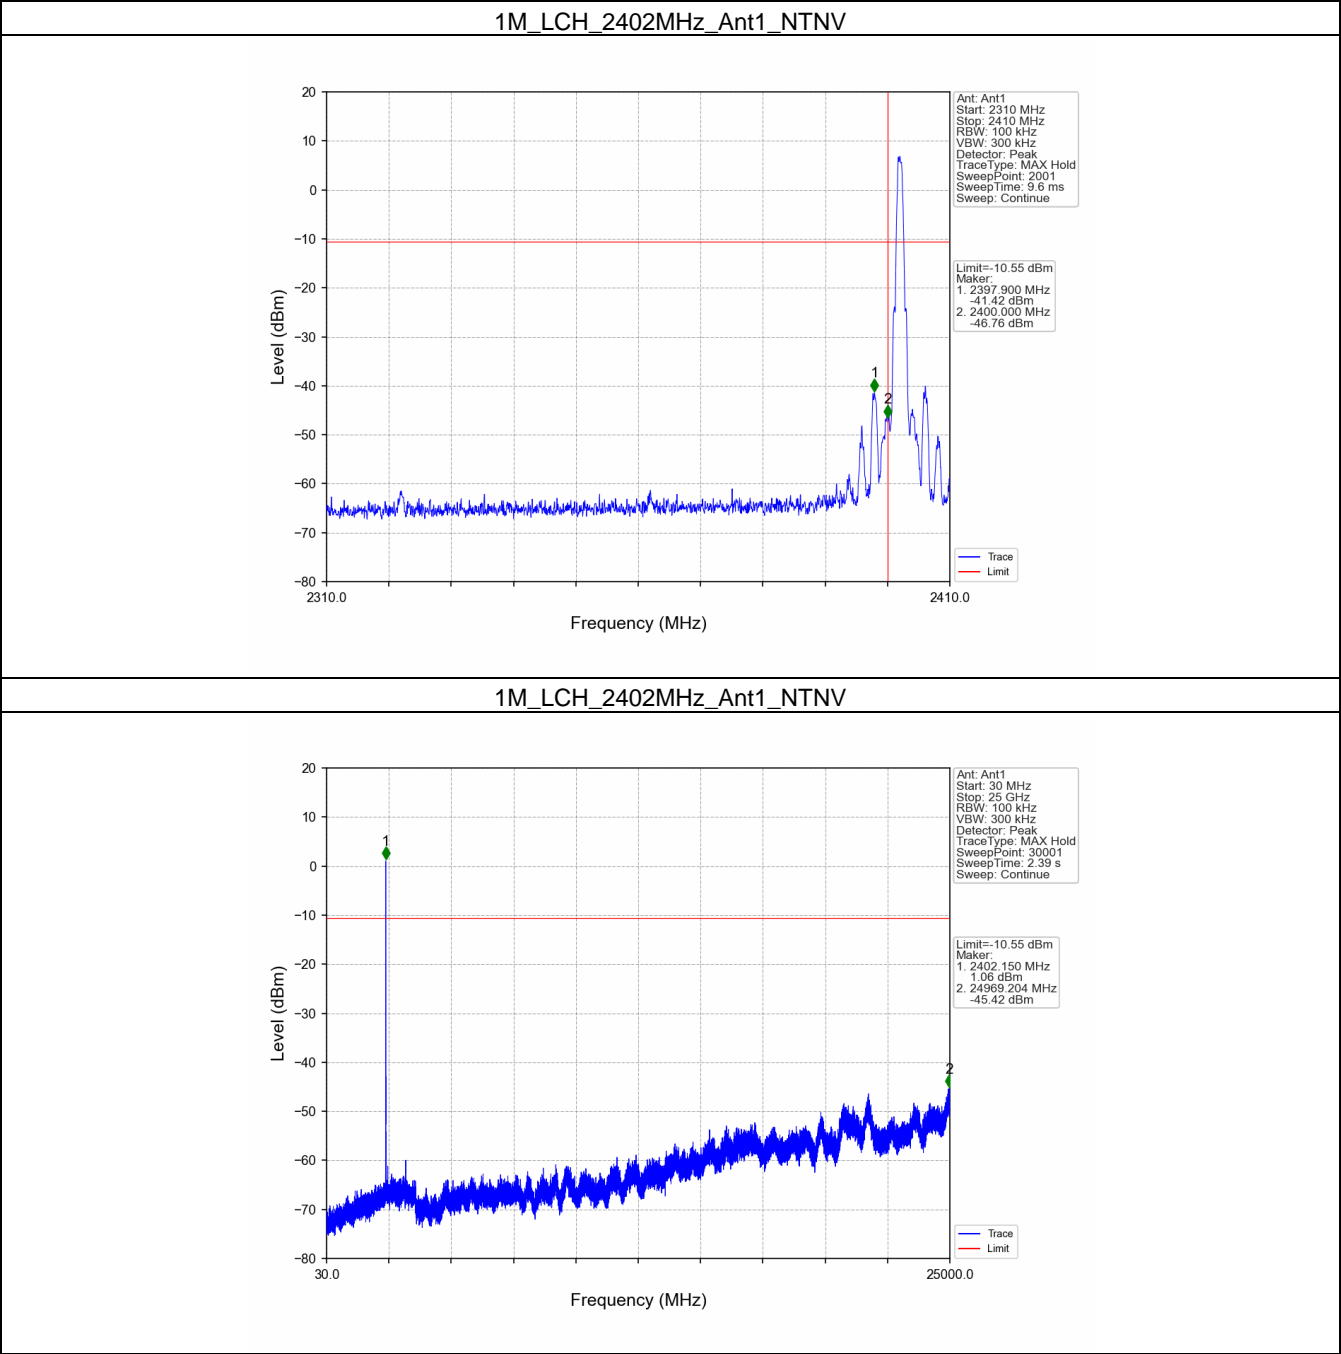 1M_LCH_2402MHz_Ant1_NTNV
20
10
0
−10
−20
−30
−40
−50
−60
−70
−80
Level (dBm)
2310.0
2410.0
Frequency (MHz)
1
2
Ant: Ant1
Start: 2310 MHz
Stop: 2410 MHz
RBW: 100 kHz
VBW: 300 kHz
Detector: Peak
TraceType: MAX Hold
SweepPoint: 2001
SweepTime: 9.6 ms
Sweep: Continue
Limit=-10.55 dBm
Maker:
1. 2397.900 MHz
-41.42 dBm
2. 2400.000 MHz
-46.76 dBm
Trace
Limit
1M_LCH_2402MHz_Ant1_NTNV
20
10
0
−10
−20
−30
−40
−50
−60
−70
−80
Level (dBm)
30.0
25000.0
Frequency (MHz)
1
2
Ant: Ant1
Start: 30 MHz
Stop: 25 GHz
RBW: 100 kHz
VBW: 300 kHz
Detector: Peak
TraceType: MAX Hold
SweepPoint: 30001
SweepTime: 2.39 s
Sweep: Continue
Limit=-10.55 dBm
Maker:
1. 2402.150 MHz
1.06 dBm
2. 24969.204 MHz
-45.42 dBm
Trace
Limit